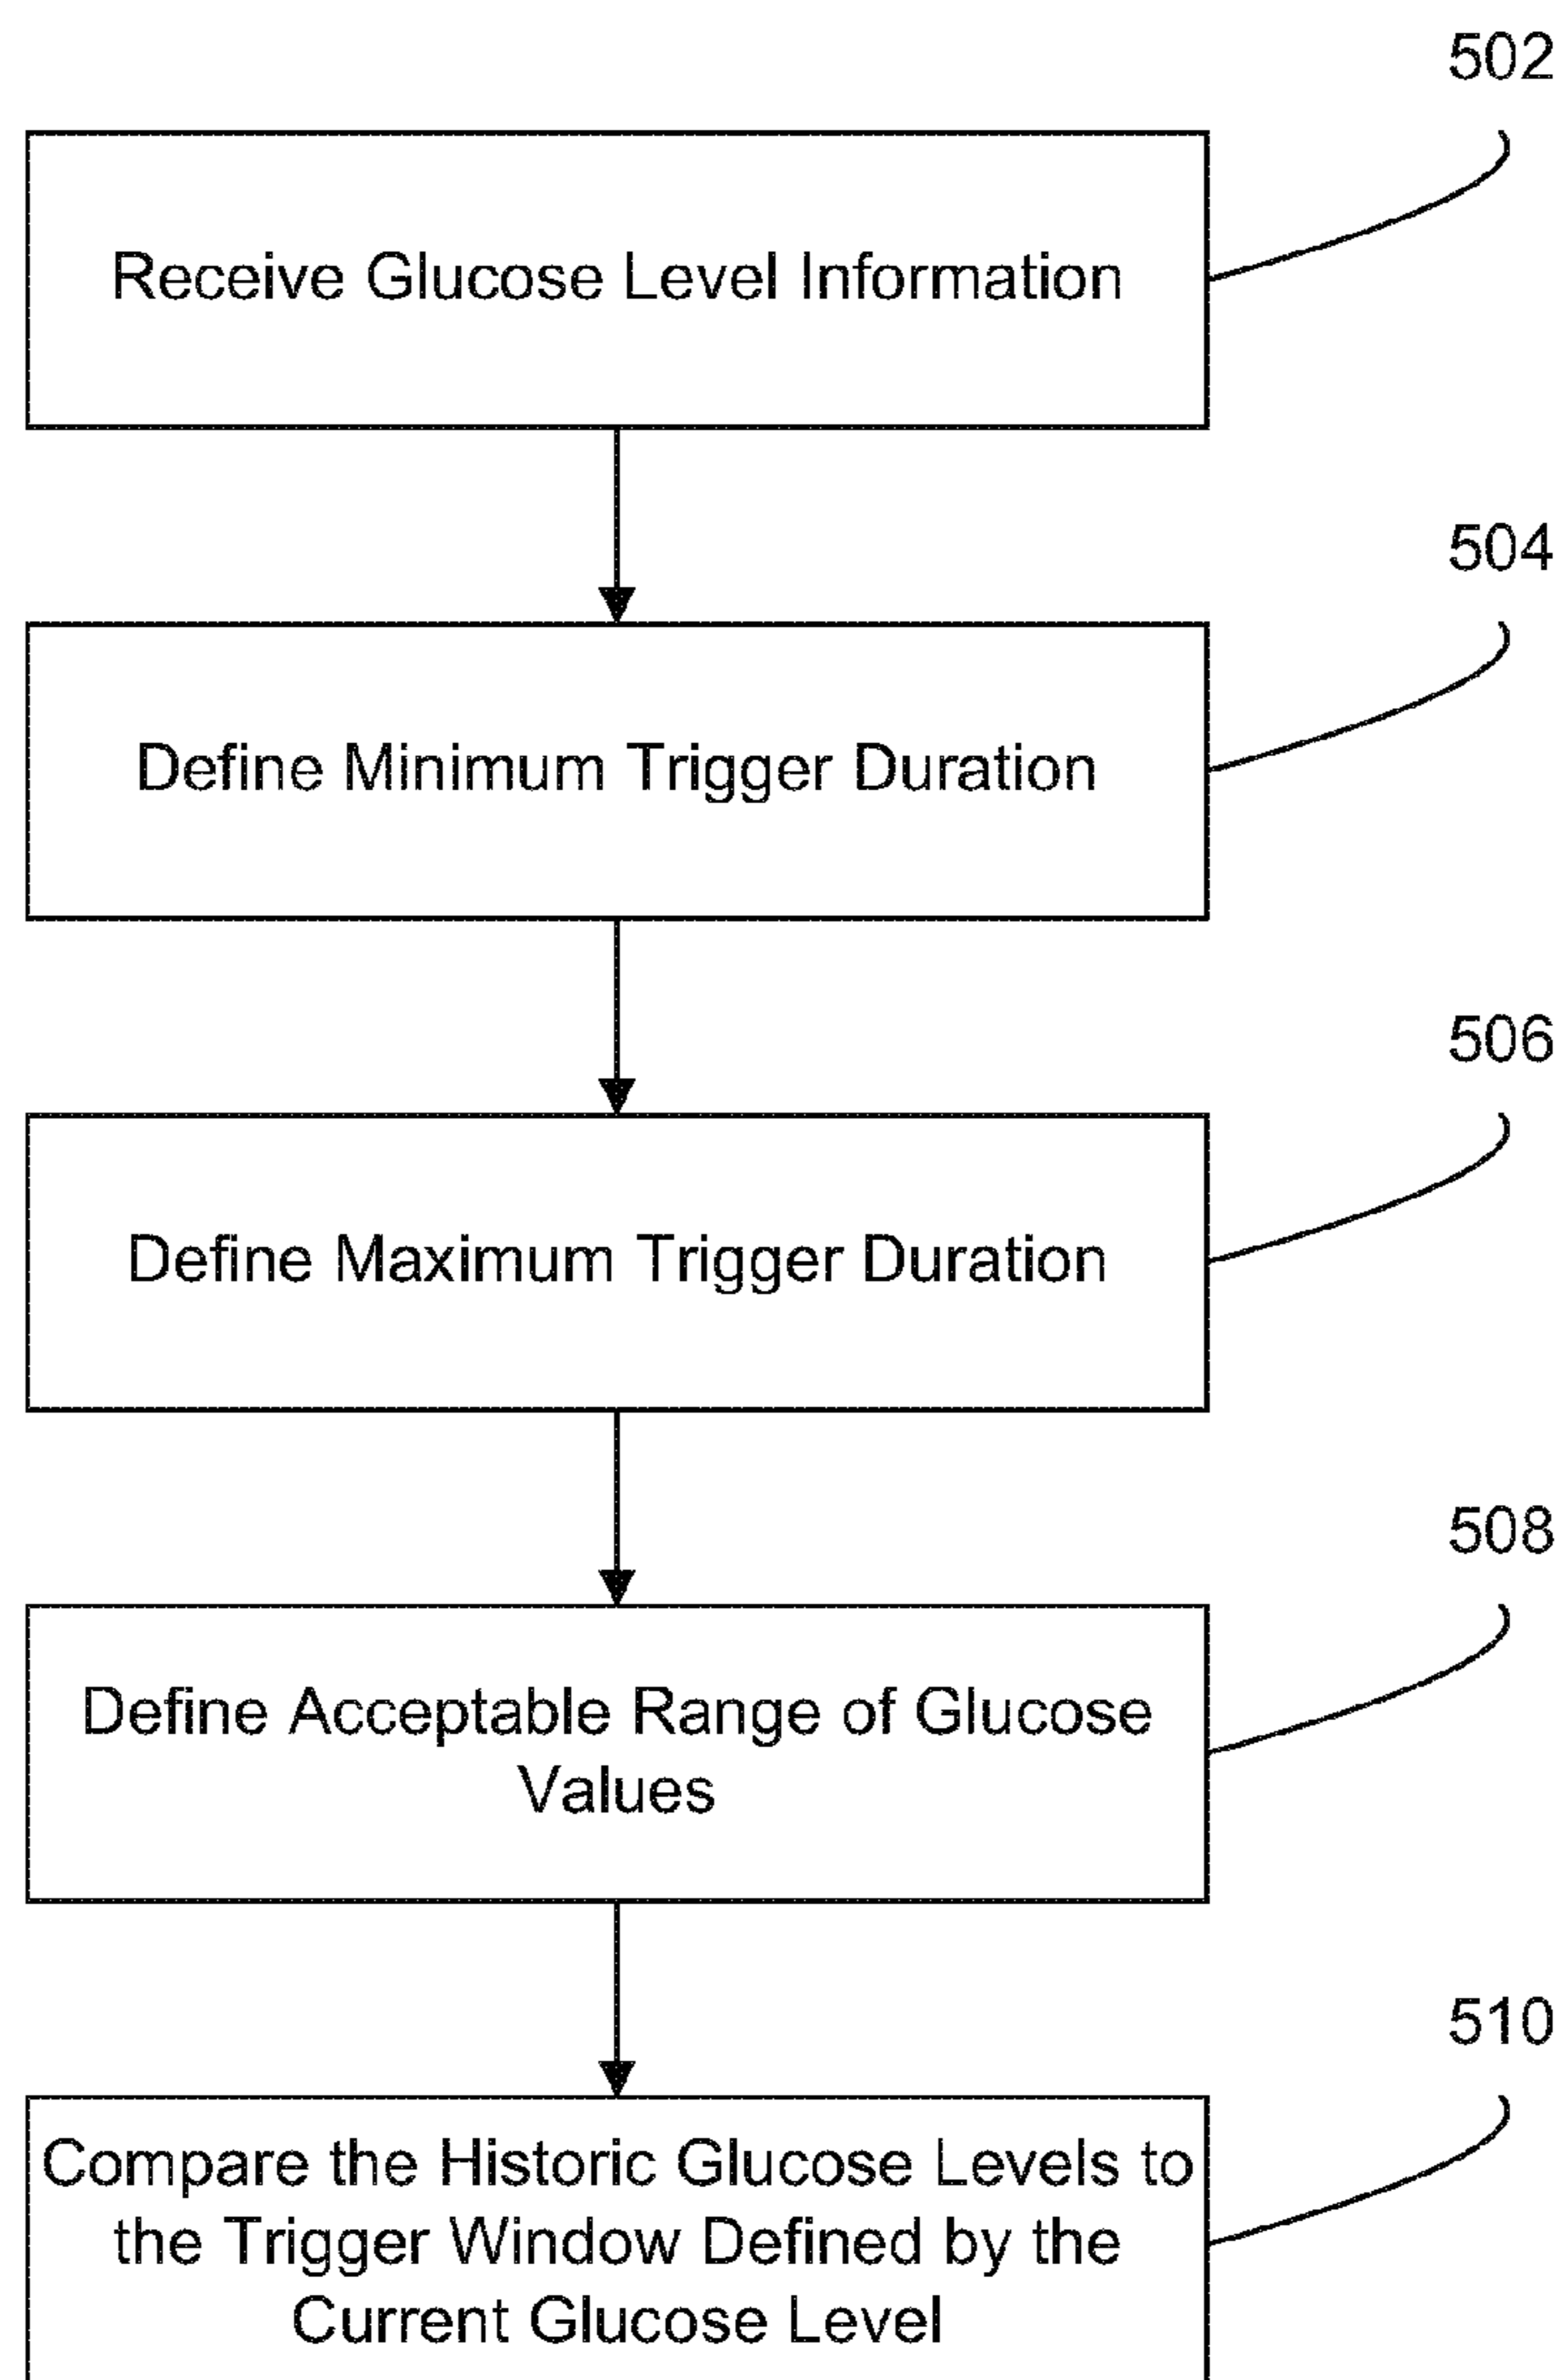 502
Receive Glucose Level Information
504
Define Minimum Trigger Duration
506
Define Maximum Trigger Duration
508
Define Acceptable Range of Glucose
Values
510
Compare the Historic Glucose Levels to
the Trigger Window Defined by the
Current Glucose Level